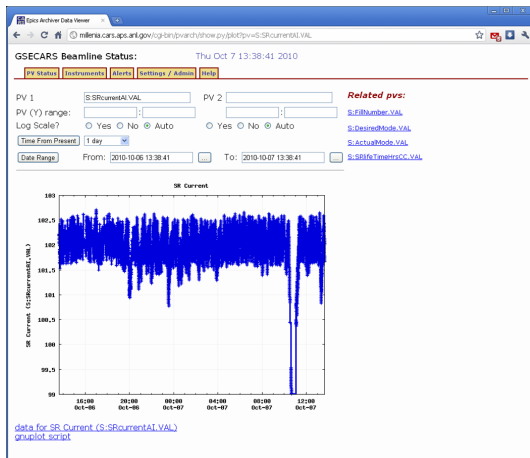 Epics Archiver Data Viewer
millenia.cars.aps.anl.gov/cgi-bin/pvarch/show.py/plot?pv=S:SRcurrentAI.VAL
GSECARS Beamline Status: Thu Oct 7 13:38:41 2010
PV Status Instruments Alerts Settings / Admin Help
PV 1 S:SRcurrentAI.VAL PV 2
PV (Y) range: : :
Log Scale? Yes No Auto Yes No Auto
Time From Present 1 day
Date Range From: 2010-10-06 13:38:41 ... To: 2010-10-07 13:38:41 ...
Related pvs:
S:FillNumber.VAL
S:DesiredMode.VAL
S:ActualMode.VAL
S:SRlifeTimeHrsCC.VAL
SR Current
SR Current (S:SRcurrentAI.VAL)
103
102.5
102
101.5
101
100.5
100
99.5
99
16:00 20:00 00:00 04:00 08:00 12:00
Oct-06 Oct-06 Oct-07 Oct-07 Oct-07 Oct-07
data for SR Current (S:SRcurrentAI.VAL)
gnuplot script